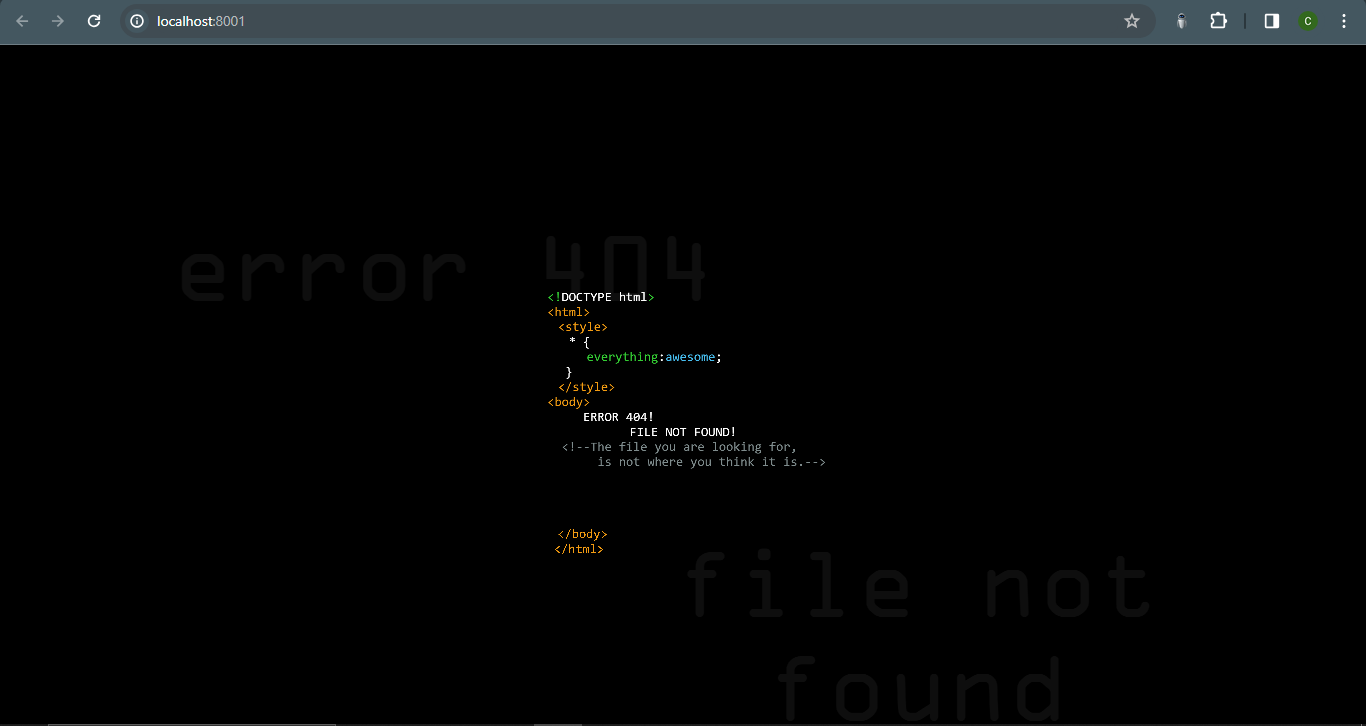 localhost:8001
C
error 404
<!DOCTYPE html>
<html>
<style>
* {
everything:awesome;
}
</style>
<body>
ERROR 404!
FILE NOT FOUND!
<!--The file you are looking for,
is not where you think it is.-->
</body>
</html>
file not
found